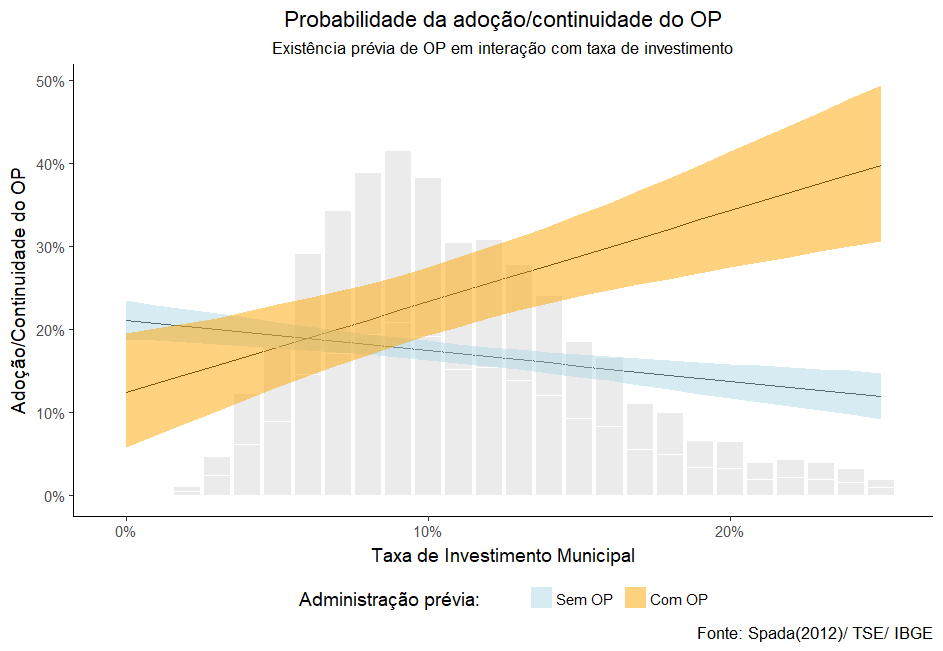 Probabilidade da adoção/continuidade do OP
Existência prévia de OP em interação com taxa de investimento
Adoção/Continuidade do OP
50%
40%
30%
20%
10%
0%
0%
10%
20%
Taxa de Investimento Municipal
Administração prévia:
Sem OP
Com OP
Fonte: Spada(2012)/ TSE/ IBGE